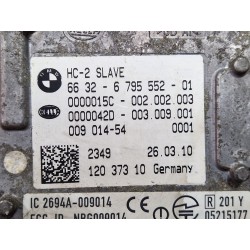 HC-2 SLAVE
66 32 - 6 795 552 - 01
0000015C - 002.002.003
0000042D - 003.009.001
009 014-54 0001
2349 26.03.10
120 373 10 Germany
IC 2694A-009014
R 201 Y
05215177